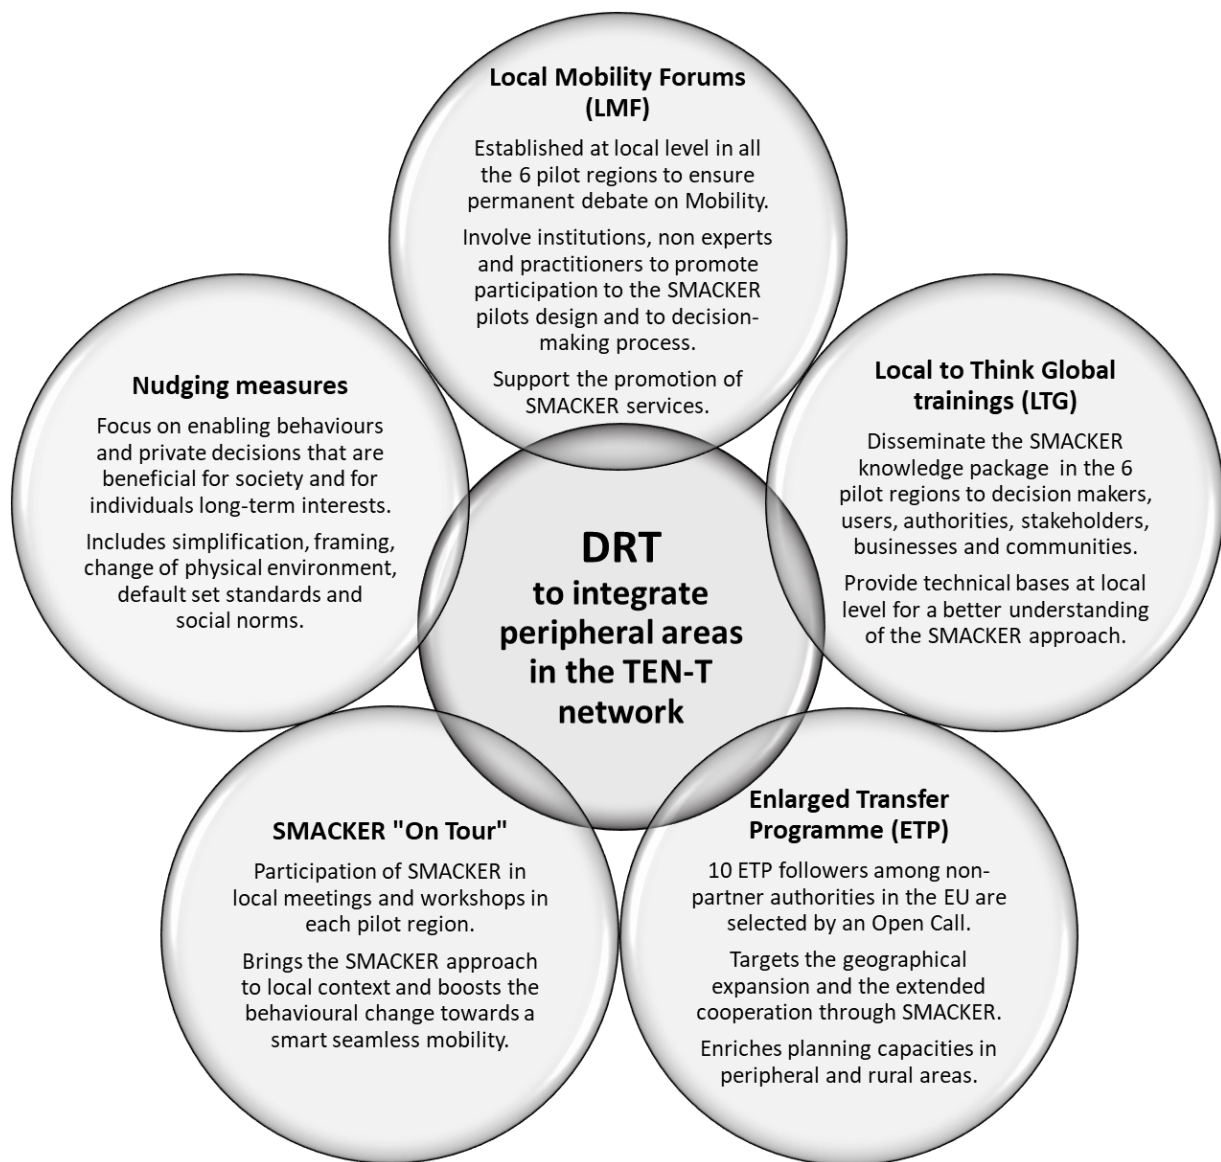 Local Mobility Forums
(LMF)
Established at local level in all
the 6 pilot regions to ensure
permanent debate on Mobility.
Involve institutions, non experts
and practitioners to promote
participation to the SMACKER
pilots design and to decision-
making process.
Support the promotion of
SMACKER services.
Nudging measures
Focus on enabling behaviours
and private decisions that are
beneficial for society and for
individuals long-term interests.
Includes simplification, framing,
change of physical environment,
default set standards and
social norms.
Local to Think Global
trainings (LTG)
Disseminate the SMACKER
knowledge package in the 6
pilot regions to decision makers,
users, authorities, stakeholders,
businesses and communities.
Provide technical bases at local
level for a better understanding
of the SMACKER approach.
DRT
to integrate
peripheral areas
in the TEN-T
network
SMACKER "On Tour"
Participation of SMACKER in
local meetings and workshops in
each pilot region.
Brings the SMACKER approach
to local context and boosts the
behavioural change towards a
smart seamless mobility.
Enlarged Transfer
Programme (ETP)
10 ETP followers among non-
partner authorities in the EU are
selected by an Open Call.
Targets the geographical
expansion and the extended
cooperation through SMACKER.
Enriches planning capacities in
peripheral and rural areas.